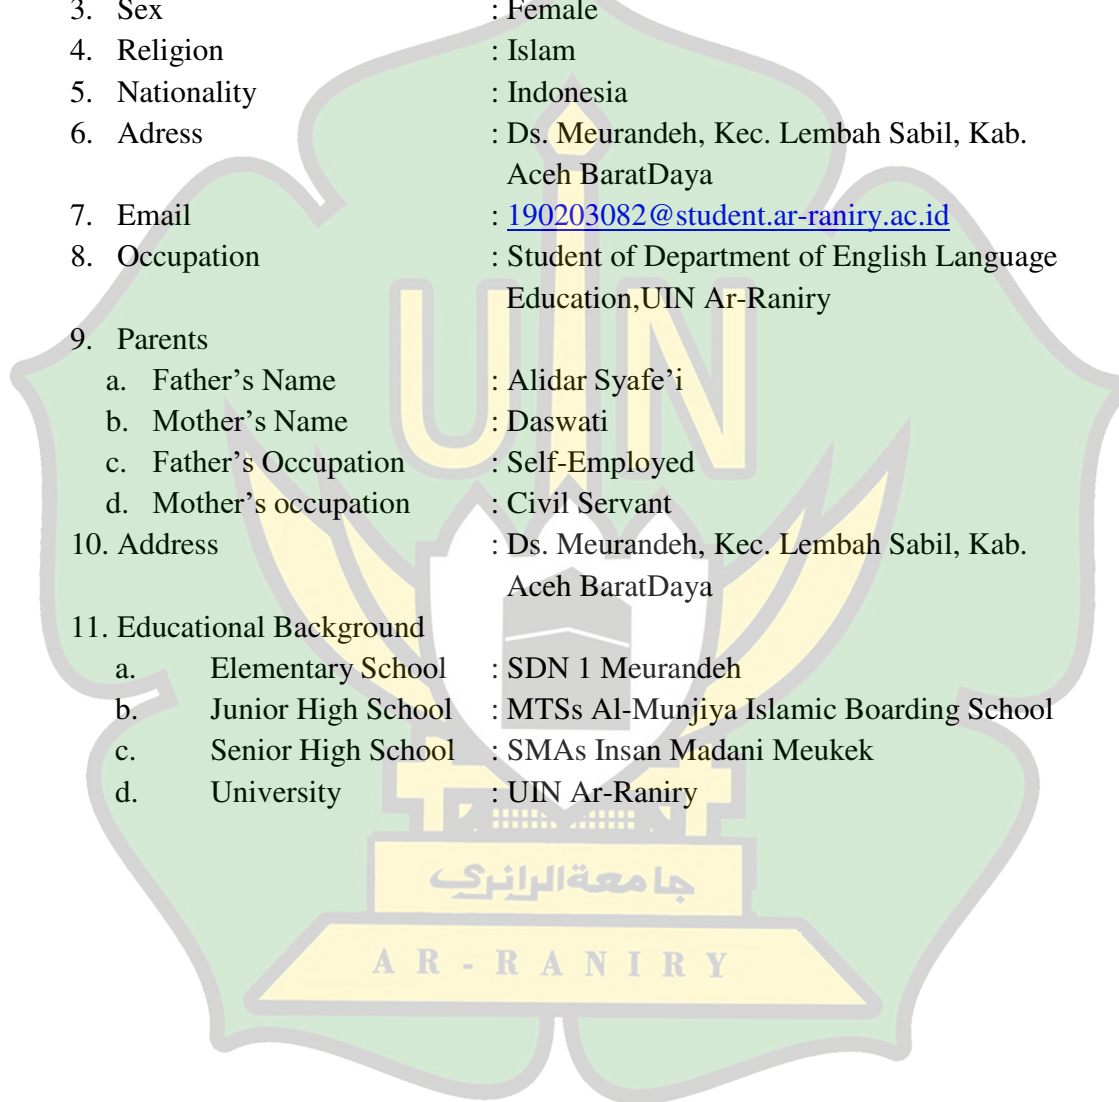 3. Sex : Female
4. Religion : Islam
5. Nationality : Indonesia
6. Adress : Ds. Meurandeh, Kec. Lembah Sabil, Kab.
Aceh BaratDaya
7. Email : 190203082@student.ar-raniry.ac.id
8. Occupation : Student of Department of English Language
Education,UIN Ar-Raniry
9. Parents
a. Father’s Name : Alidar Syafe’i
b. Mother’s Name : Daswati
c. Father’s Occupation : Self-Employed
d. Mother’s occupation : Civil Servant
10. Address : Ds. Meurandeh, Kec. Lembah Sabil, Kab.
Aceh BaratDaya
11. Educational Background
a. Elementary School : SDN 1 Meurandeh
b. Junior High School : MTSs Al-Munjiya Islamic Boarding School
c. Senior High School : SMAs Insan Madani Meukek
d. University : UIN Ar-Raniry
UIN
جامعة الرانري
AR-RANIRY